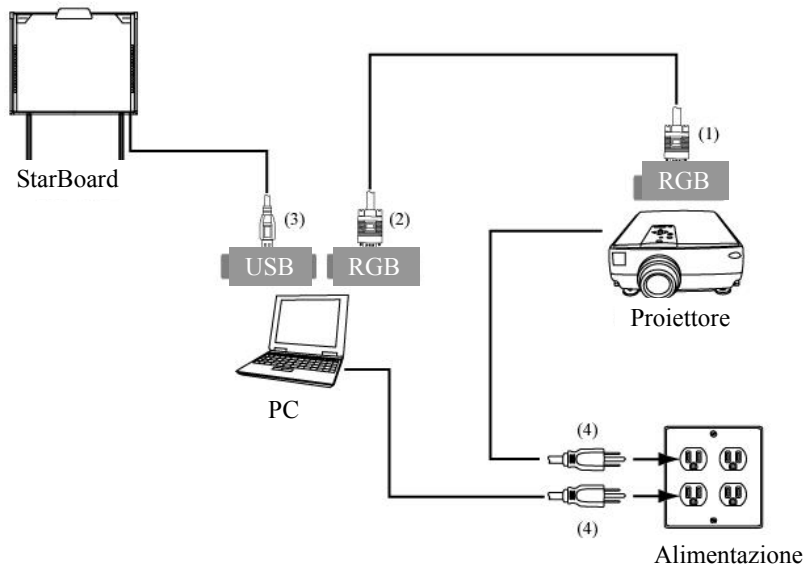 (1)
RGB
StarBoard
(3)
(2)
USB
RGB
Proiettore
PC
(4)
(4)
Alimentazione